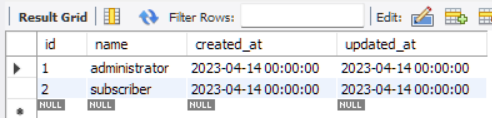 Result Grid Filter Rows: Edit:
id name created_at updated_at
1 administrator 2023-04-14 00:00:00 2023-04-14 00:00:00
2 subscriber 2023-04-14 00:00:00 2023-04-14 00:00:00
NULL NULL NULL NULL